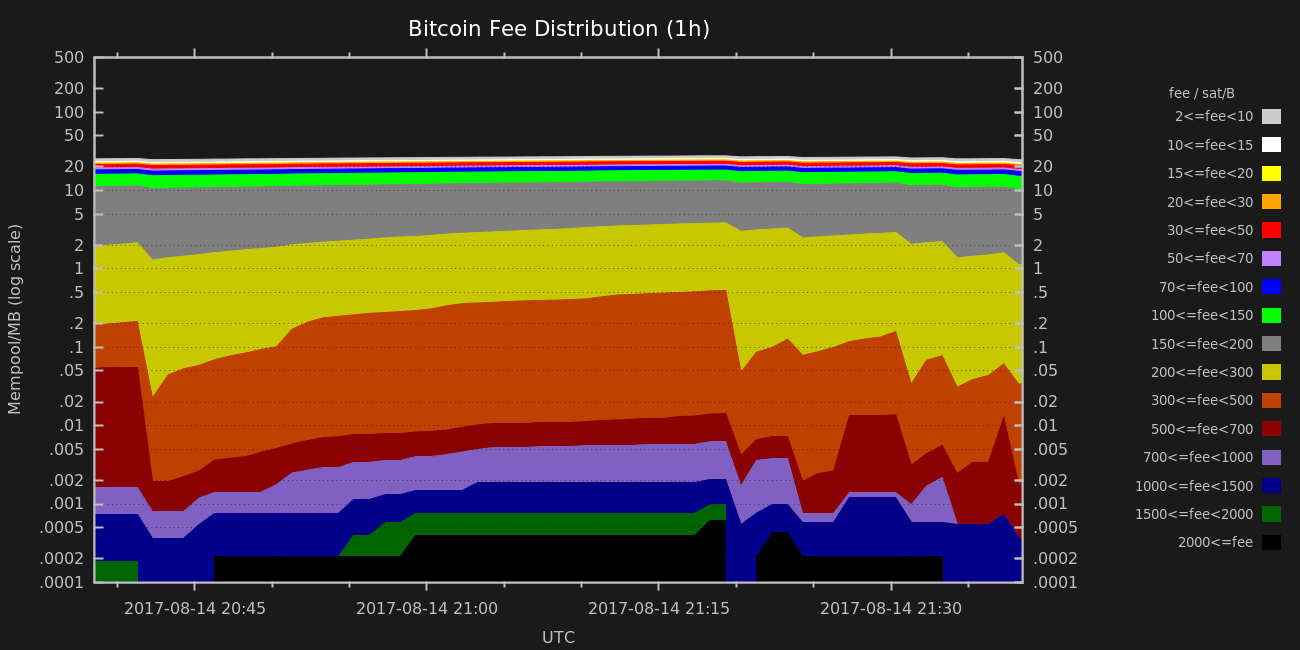 Bitcoin Fee Distribution (1h)
500
200
100
50
20
10
5
2
1
.5
.2
.1
.05
.02
.01
.005
.002
.001
.0005
.0002
.0001
Mempool/MB (log scale)
500
200
100
50
20
10
5
2
1
.5
.2
.1
.05
.02
.01
.005
.002
.001
.0005
.0002
.0001
2017-08-14 20:45
2017-08-14 21:00
2017-08-14 21:15
2017-08-14 21:30
UTC
fee / sat/B
2<=fee<10
10<=fee<15
15<=fee<20
20<=fee<30
30<=fee<50
50<=fee<70
70<=fee<100
100<=fee<150
150<=fee<200
200<=fee<300
300<=fee<500
500<=fee<700
700<=fee<1000
1000<=fee<1500
1500<=fee<2000
2000<=fee